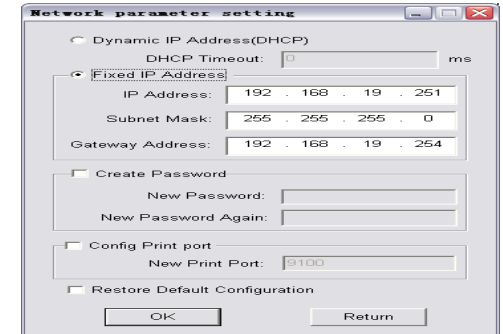 Network parameter setting
Dynamic IP Address(DHCP)
DHCP Timeout: 0 ms
Fixed IP Address
IP Address: 192 . 168 . 19 . 251
Subnet Mask: 255 . 255 . 255 . 0
Gateway Address: 192 . 168 . 19 . 254
Create Password
New Password:
New Password Again:
Config Print port
New Print Port: 9100
Restore Default Configuration
OK Return